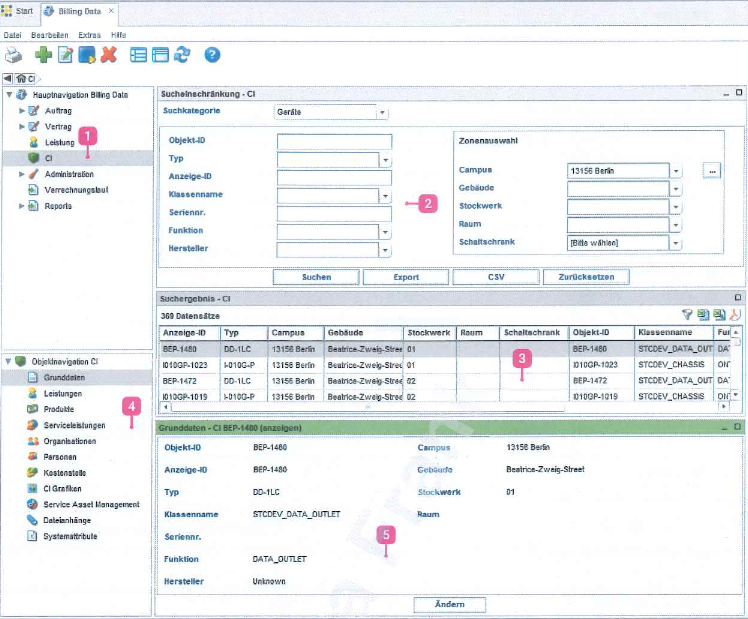 Start
Billing Data ×
Datei Bearbeiten Extras Hilfe
CI
Hauptnavigation Billing Data
Auftrag
Vertrag
Leistung
CI
Administration
Verrechnungslauf
Reports
1
Sucheinschränkung - CI
Suchkategorie Geräte
Objekt-ID
Typ
Anzeige-ID
Klassenname
Seriennr.
Funktion
Hersteller
2
Zonenauswahl
Campus 13156 Berlin ...
Gebäude
Stockwerk
Raum
Schaltschrank [Bitte wählen]
Suchen Export CSV Zurücksetzen
Suchergebnis - CI
369 Datensätze
Anzeige-ID Typ Campus Gebäude Stockwerk Raum Schaltschrank Objekt-ID Klassenname Fur
BEP-1480 DD-1LC 13156 Berlin Beatrice-Zweig-Stree 01 BEP-1480 STCDEV_DATA_OUT DA
I010GP-1023 I-010G-P 13156 Berlin Beatrice-Zweig-Stree 01 I010GP-1023 STCDEV_CHASSIS ON
BEP-1472 DD-1LC 13156 Berlin Beatrice-Zweig-Stree 02 BEP-1472 STCDEV_DATA_OUT DA
I010GP-1019 I-010G-P 13156 Berlin Beatrice-Zweig-Stree 02 I010GP-1019 STCDEV_CHASSIS ON
3
Objektnavigation CI
Grunddaten
Leistungen
Produkte
Serviceleistungen
Organisationen
Personen
Kostenstelle
CI Grafiken
Service Asset Management
Dateianhänge
Systemattribute
4
Grunddaten - CI BEP-1480 (anzeigen)
Objekt-ID BEP-1480 Campus 13156 Berlin
Anzeige-ID BEP-1480 Gebäude Beatrice-Zweig-Street
Typ DD-1LC Stockwerk 01
Klassenname STCDEV_DATA_OUTLET Raum
Seriennr.
Funktion DATA_OUTLET
Hersteller Unknown
5
Ändern